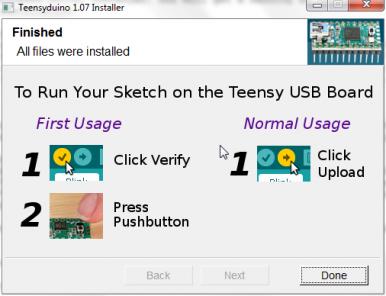 Teensyduino 1.07 Installer
Finished
All files were installed
To Run Your Sketch on the Teensy USB Board
First Usage
Normal Usage
1 Click Verify
1 Click Upload
2 Press Pushbutton
Back
Next
Done